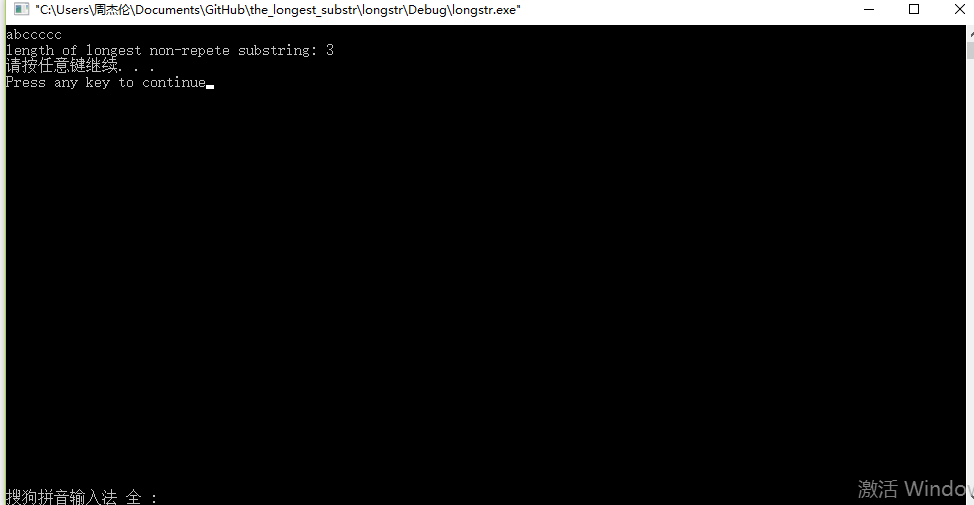 "C:\Users\周杰伦\Documents\GitHub\the_longest_substr\longstr\Debug\longstr.exe"
abccccc
length of longest non-repete substring: 3
请按任意键继续. . .
Press any key to continue
搜狗拼音输入法 全 :
激活 Window